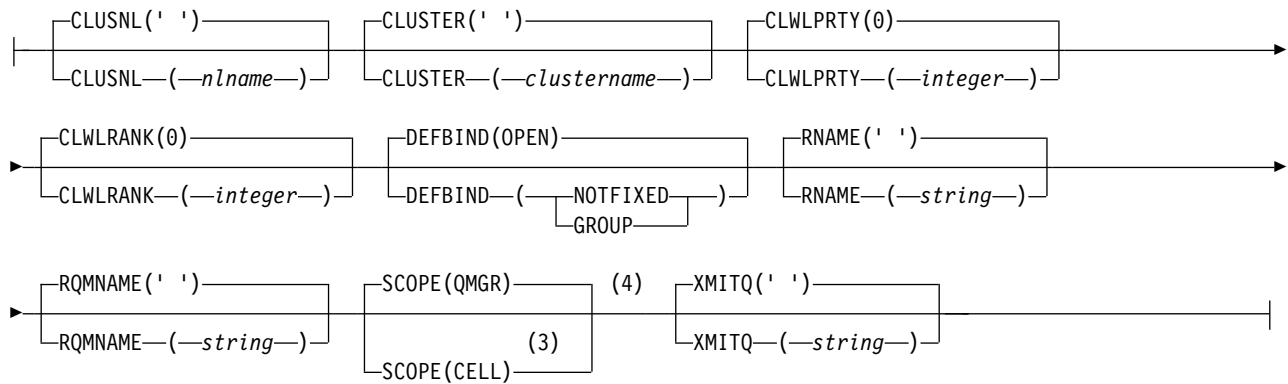 CLUSNL(' ') CLUSTER(' ') CLWLPRTY(0)
CLUSNL ( nlname ) CLUSTER ( clustername ) CLWLPRTY ( integer )
CLWLRANK(0) DEFBIND(OPEN) RNAME(' ')
CLWLRANK ( integer ) DEFBIND ( NOTFIXED ) RNAME ( string )
GROUP
RQMNAME(' ') SCOPE(QMGR) (4) XMITQ(' ')
RQMNAME ( string ) (3) XMITQ ( string )
SCOPE(CELL)